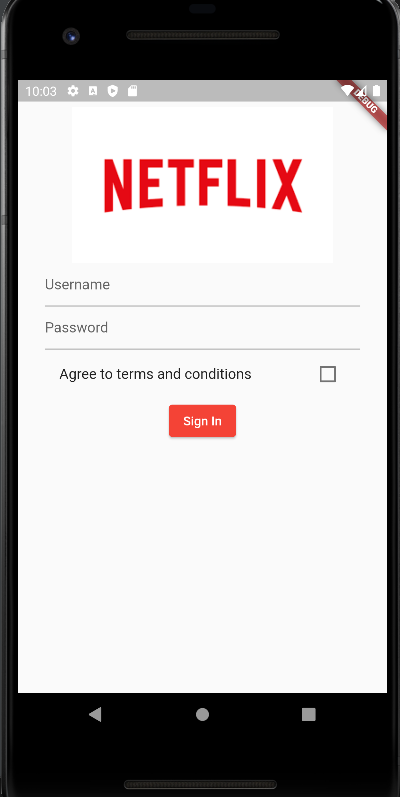 10:03
DEBUG
NETFLIX
Username
Password
Agree to terms and conditions
Sign In